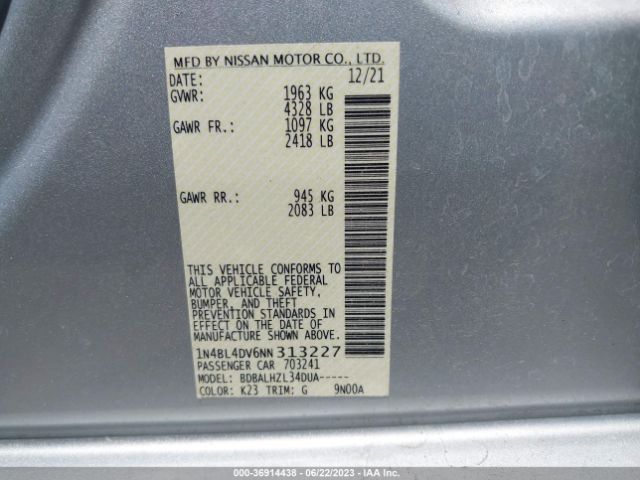 MFD BY NISSAN MOTOR CO., LTD.
DATE: 12/21
GVWR: 1963 KG
4328 LB
GAWR FR.: 1097 KG
2418 LB
GAWR RR.: 945 KG
2083 LB
THIS VEHICLE CONFORMS TO
ALL APPLICABLE FEDERAL
MOTOR VEHICLE SAFETY,
BUMPER, AND THEFT
PREVENTION STANDARDS IN
EFFECT ON THE DATE OF
MANUFACTURE SHOWN ABOVE.
1N4BL4DV6NN313227
PASSENGER CAR 703241
MODEL: BDBALHZL34DUA-----
COLOR: K23 TRIM: G 9N00A
000-36914438 - 06/22/2023 - IAA Inc.